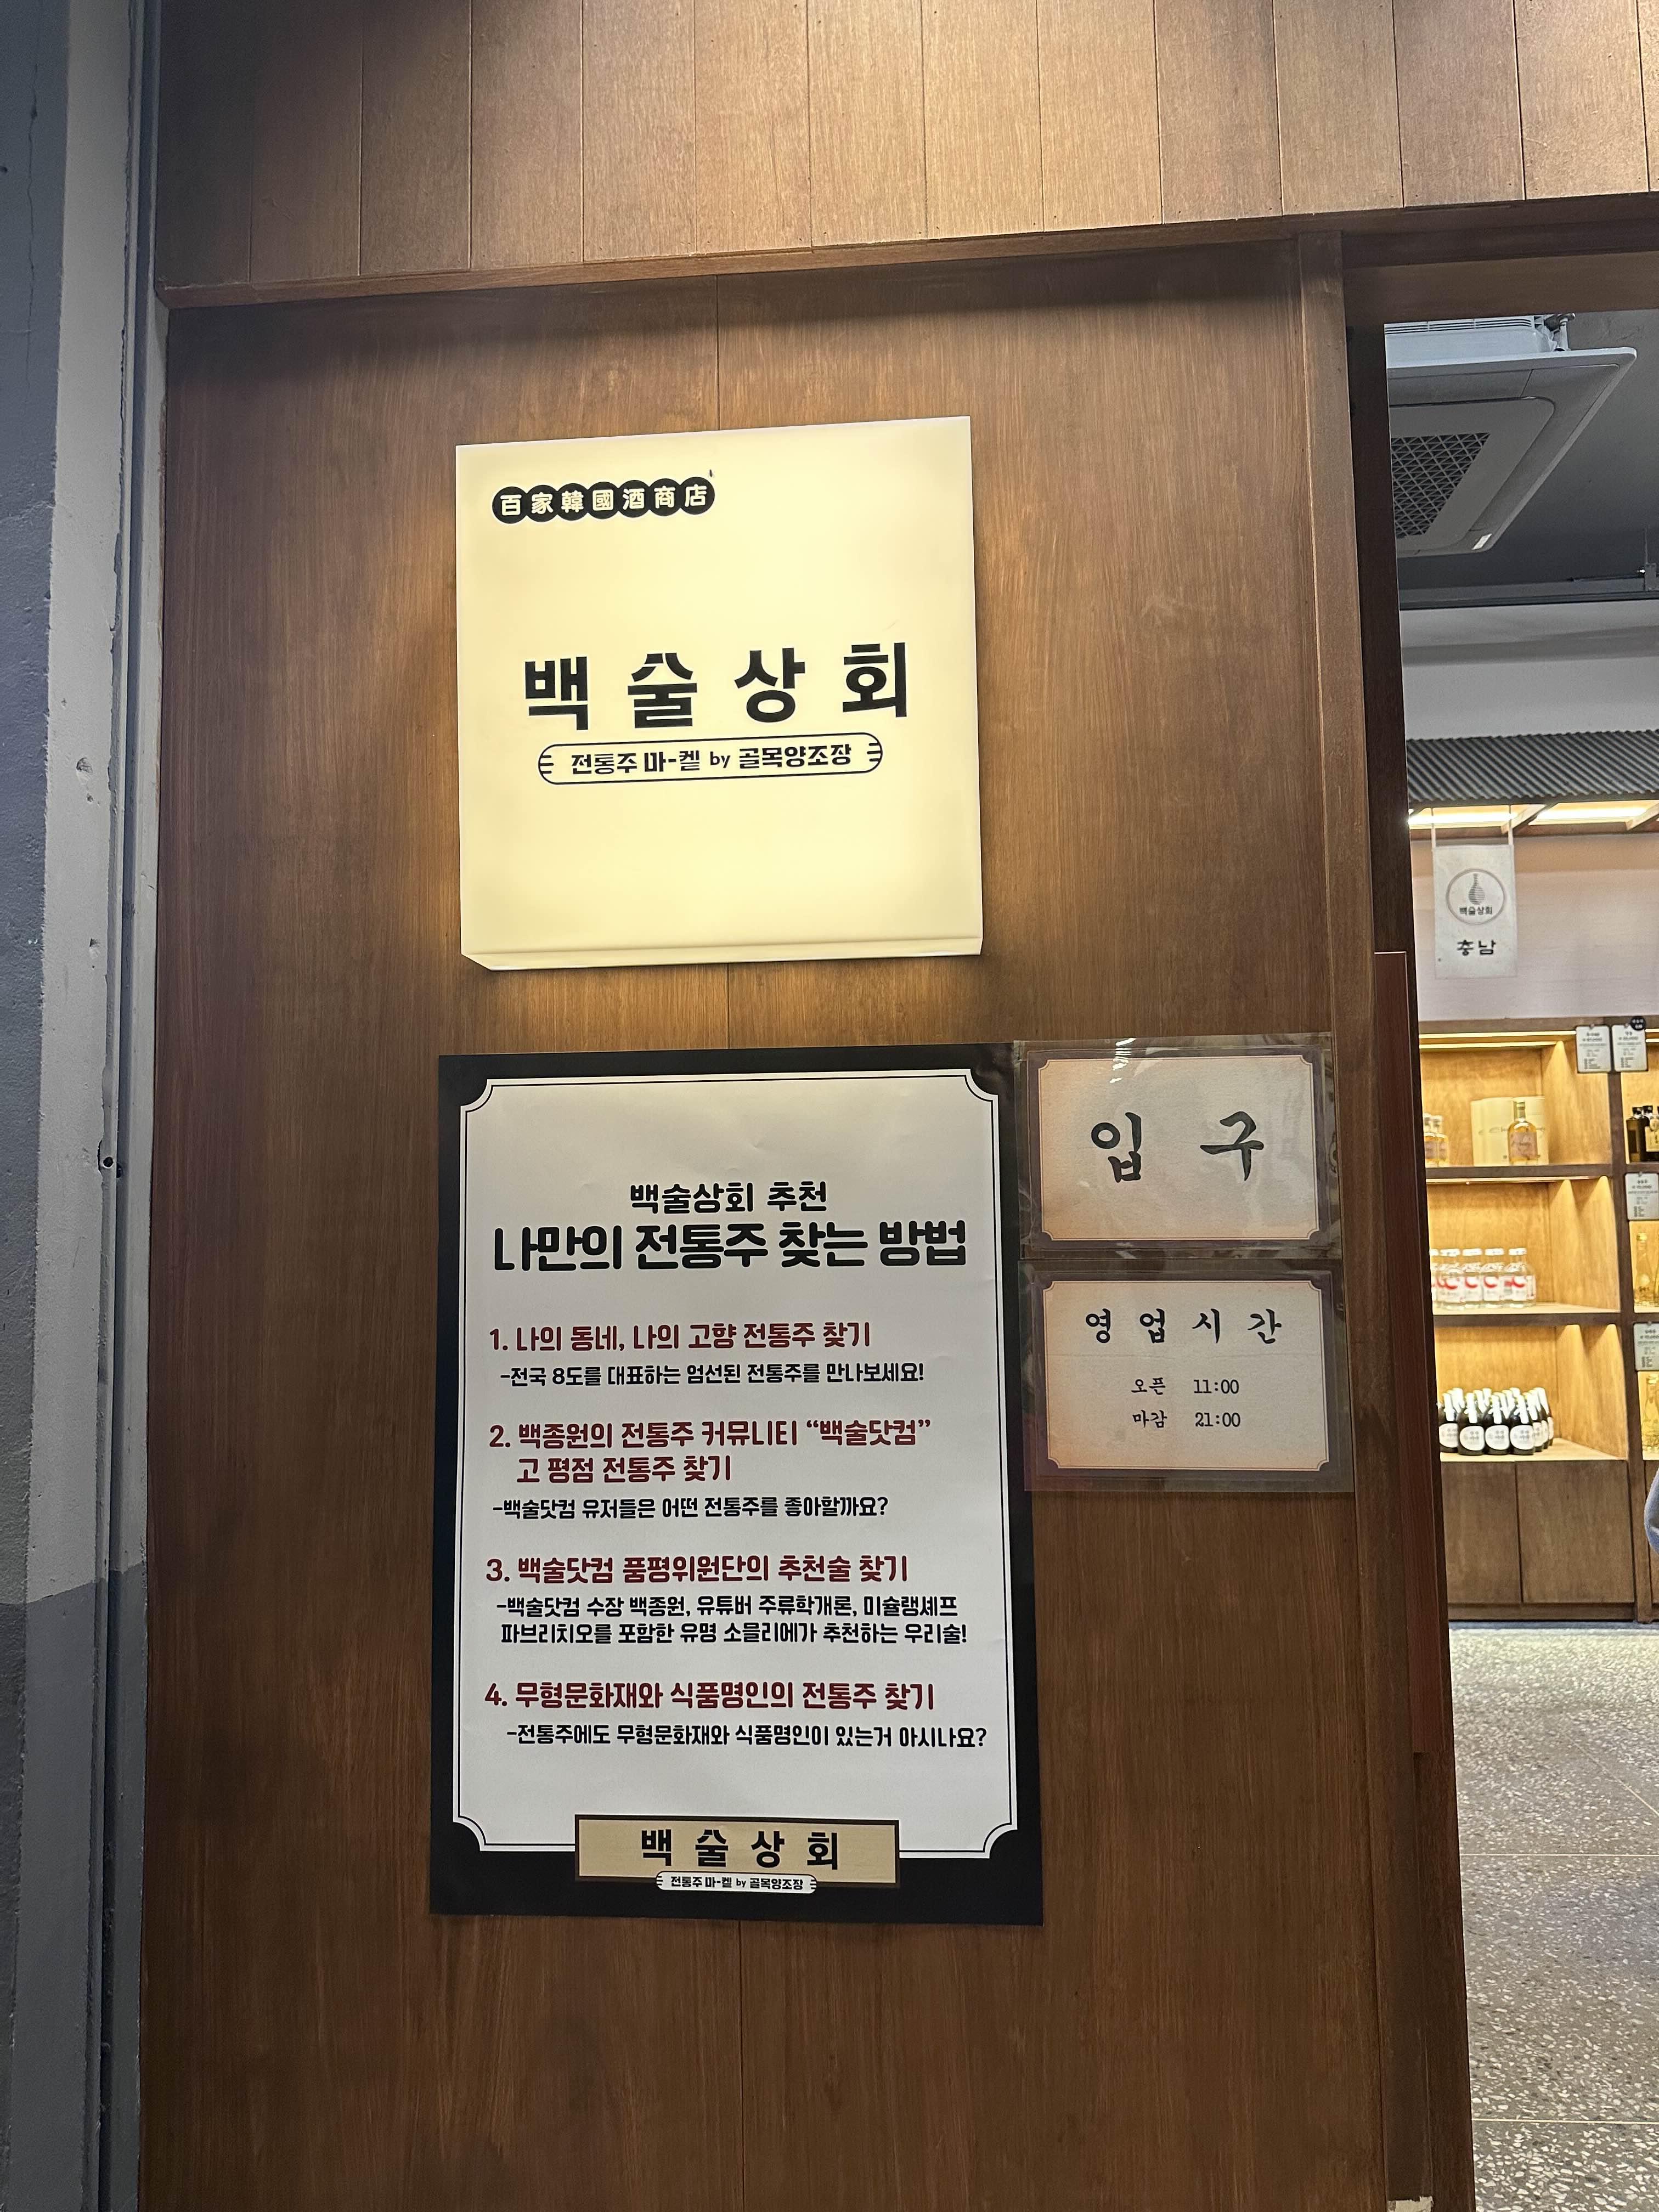 百家韓國酒商店
백술상회
전통주 마-켙 by 골목양조장
백술상회 추천
나만의 전통주 찾는 방법
1. 나의 동네, 나의 고향 전통주 찾기
-전국 8도를 대표하는 엄선된 전통주를 만나보세요!
2. 백종원의 전통주 커뮤니티 “백술닷컴”
고 평점 전통주 찾기
-백술닷컴 유저들은 어떤 전통주를 좋아할까요?
3. 백술닷컴 품평위원단의 추천술 찾기
-백술닷컴 수장 백종원, 유튜버 주류학개론, 미슐랭셰프
파브리치오를 포함한 유명 소믈리에가 추천하는 우리술!
4. 무형문화재와 식품명인의 전통주 찾기
-전통주에도 무형문화재와 식품명인이 있는거 아시나요?
백술상회
전통주 마-켙 by 골목양조장
입구
영업시간
오픈 11:00
마감 21:00
백술상회
충남